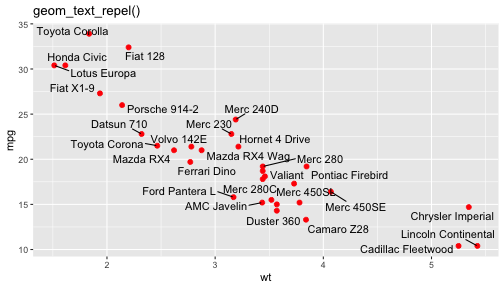 geom_text_repel()
35
Toyota Corolla
Fiat 128
Honda Civic
30
Lotus Europa
Fiat X1-9
Porsche 914-2
Merc 240D
25
Datsun 710
Merc 230
mpg
Toyota Corona
Volvo 142E
Hornet 4 Drive
Mazda RX4
Mazda RX4 Wag
Merc 280
20
Ferrari Dino
Valiant
Pontiac Firebird
Ford Pantera L
Merc 280C
Merc 450SL
AMC Javelin
Merc 450SE
15
Duster 360
Chrysler Imperial
Camaro Z28
Lincoln Continental
Cadillac Fleetwood
10
2
3
4
5
wt